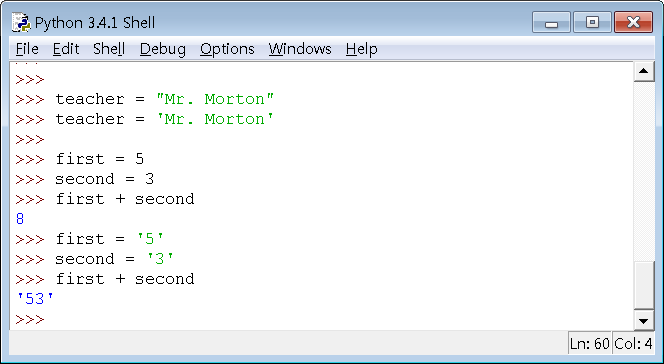 Python 3.4.1 Shell
File Edit Shell Debug Options Windows Help
>>>
>>> teacher = "Mr. Morton"
>>> teacher = 'Mr. Morton'
>>>
>>> first = 5
>>> second = 3
>>> first + second
8
>>> first = '5'
>>> second = '3'
>>> first + second
'53'
>>>
Ln: 60 Col: 4